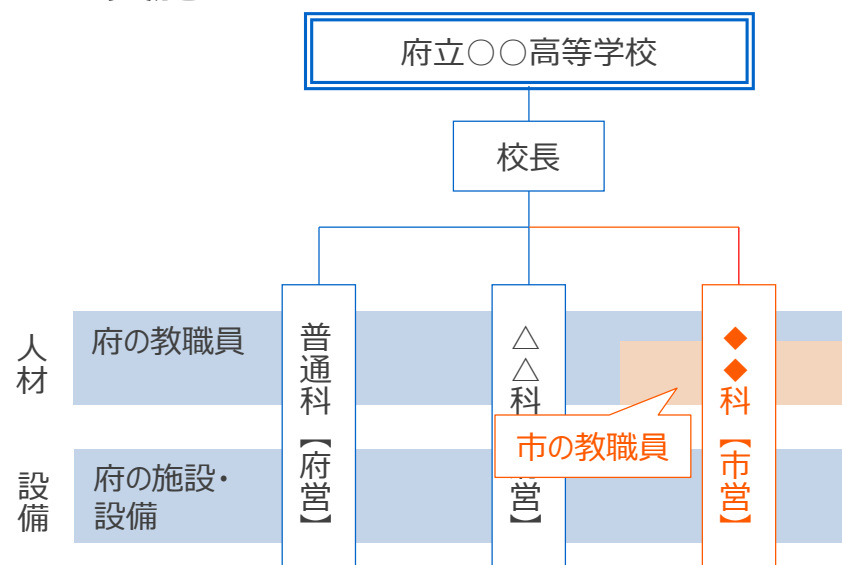 府立○○高等学校
校長
人材
府の教職員
普通科【府営】
△△科
営】
◆◆科【市営】
市の教職員
設備
府の施設・
設備